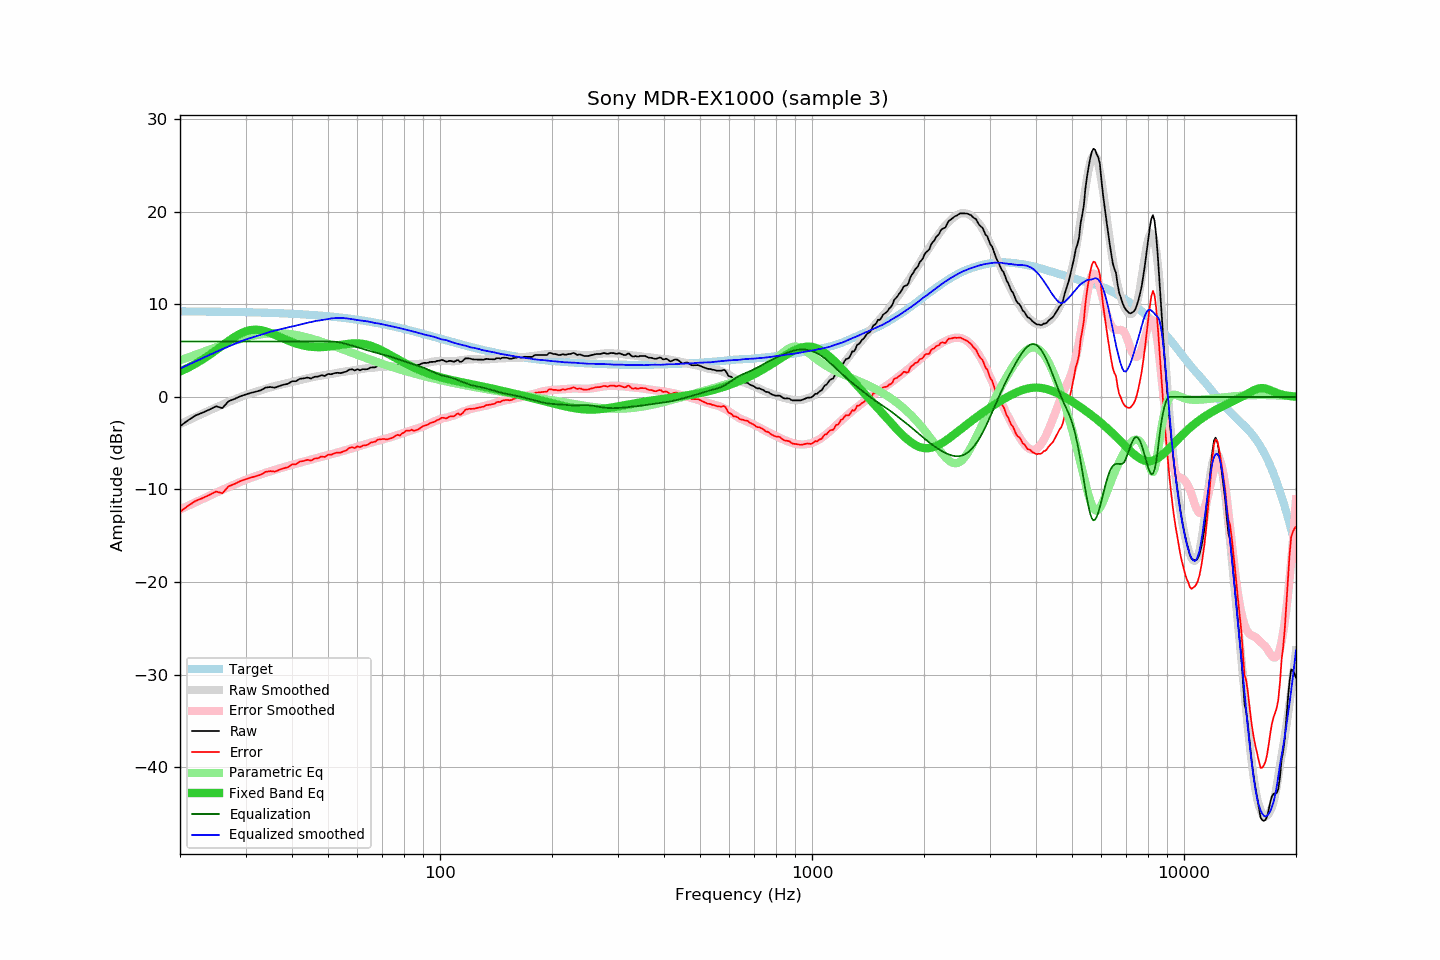 Sony MDR-EX1000 (sample 3)
30
20
10
0
−10
−20
−30
−40
Amplitude (dBr)
Target
Raw Smoothed
Error Smoothed
Raw
Error
Parametric Eq
Fixed Band Eq
Equalization
Equalized smoothed
100
1000
10000
Frequency (Hz)